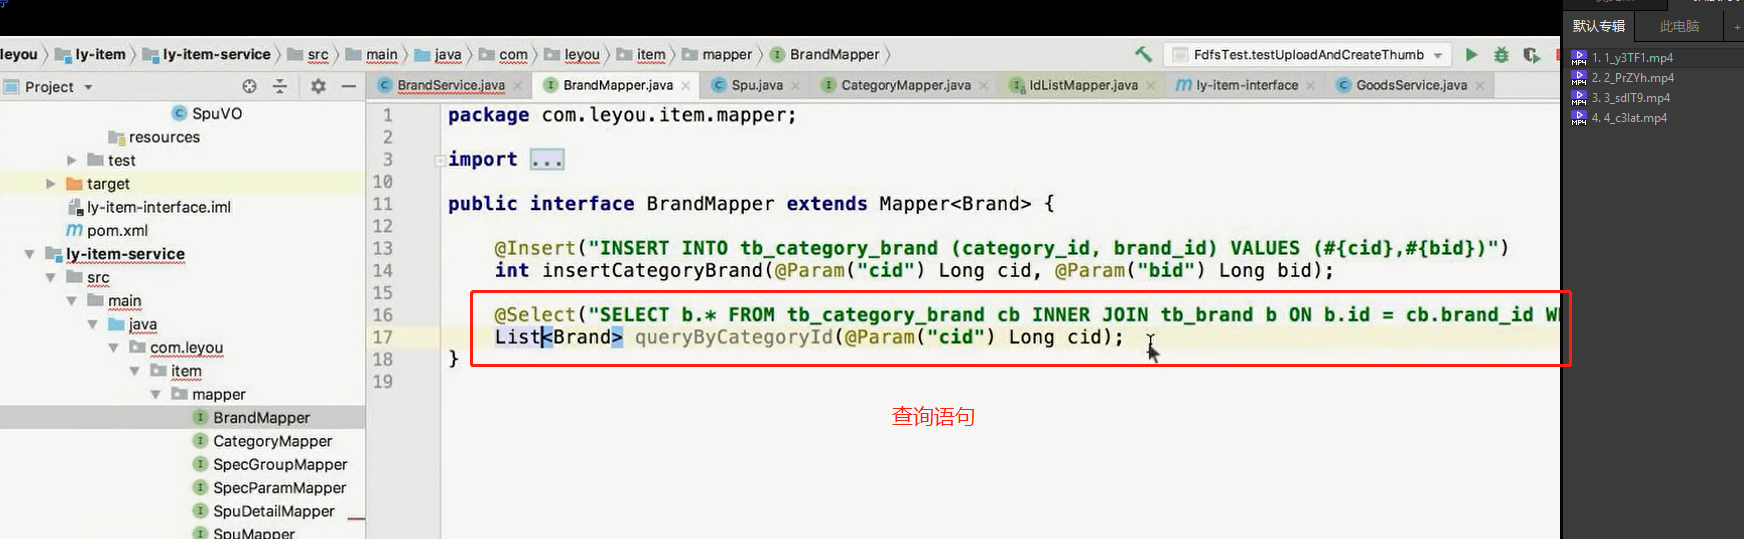 leyou 〉 ly-item 〉 ly-item-service 〉 src 〉 main 〉 java 〉 com 〉 leyou 〉 item 〉 mapper 〉 BrandMapper 〉 FdfsTest.testUploadAndCreateThumb
默认专辑 此电脑 +
Project
BrandService.java × BrandMapper.java × Spu.java × CategoryMapper.java × IdListMapper.java × ly-item-interface × GoodsService.java ×
1. 1_y3TF1.mp4
2. 2_PrZYh.mp4
3. 3_sdlT9.mp4
4. 4_c3lat.mp4
SpuVO
resources
test
target
ly-item-interface.iml
pom.xml
ly-item-service
src
main
java
com.leyou
item
mapper
BrandMapper
CategoryMapper
SpecGroupMapper
SpecParamMapper
SpuDetailMapper
SpuMapper
1 package com.leyou.item.mapper;
2
3 import ...
10
11 public interface BrandMapper extends Mapper<Brand> {
12
13 @Insert("INSERT INTO tb_category_brand (category_id, brand_id) VALUES (#{cid},#{bid})")
14 int insertCategoryBrand(@Param("cid") Long cid, @Param("bid") Long bid);
15
16 @Select("SELECT b.* FROM tb_category_brand cb INNER JOIN tb_brand b ON b.id = cb.brand_id
17 List<Brand> queryByCategoryId(@Param("cid") Long cid);
18 }
19
查询语句